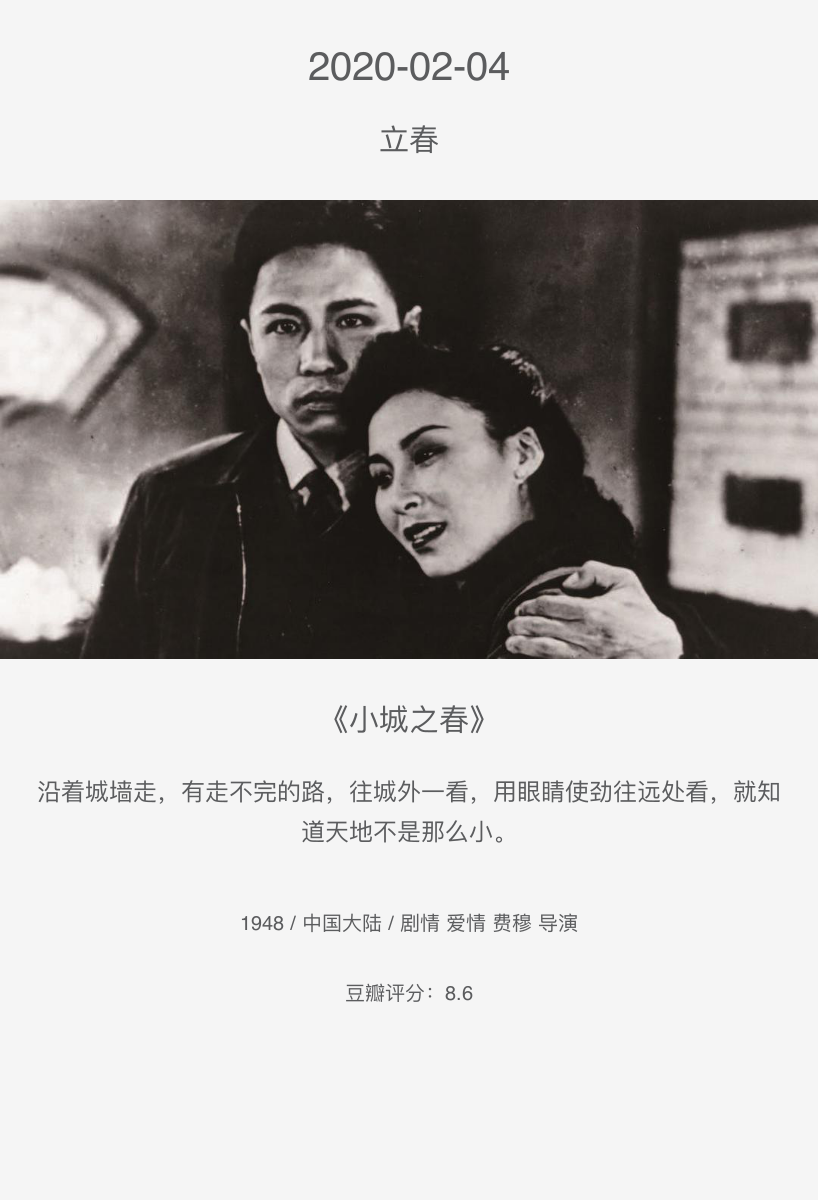 2020-02-04
立春
《小城之春》
沿着城墙走，有走不完的路，往城外一看，用眼睛使劲往远处看，就知
道天地不是那么小。
1948 / 中国大陆 / 剧情 爱情 费穆 导演
豆瓣评分：8.6